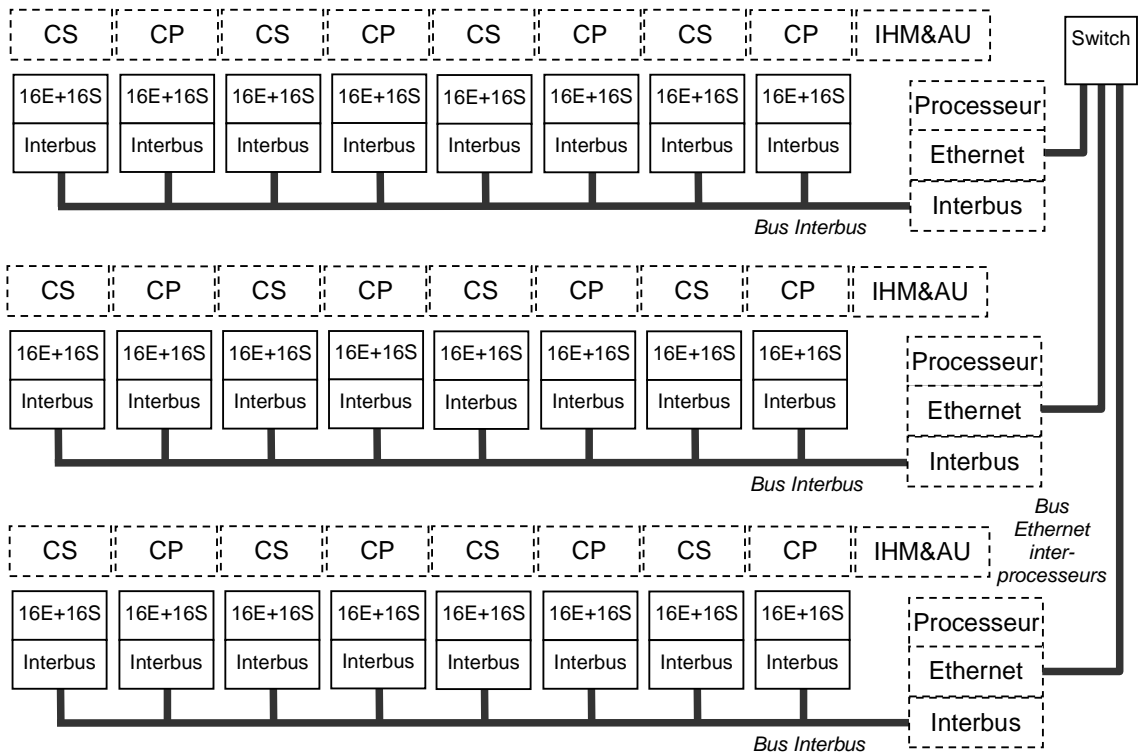 CS CP CS CP CS CP CS CP IHM&AU
Switch
16E+16S 16E+16S 16E+16S 16E+16S 16E+16S 16E+16S 16E+16S 16E+16S
Processeur
Interbus Interbus Interbus Interbus Interbus Interbus Interbus Interbus
Ethernet
Interbus
Bus Interbus
CS CP CS CP CS CP CS CP IHM&AU
16E+16S 16E+16S 16E+16S 16E+16S 16E+16S 16E+16S 16E+16S 16E+16S
Processeur
Interbus Interbus Interbus Interbus Interbus Interbus Interbus Interbus
Ethernet
Interbus
Bus Interbus
Bus
Ethernet
inter-
processeurs
CS CP CS CP CS CP CS CP IHM&AU
16E+16S 16E+16S 16E+16S 16E+16S 16E+16S 16E+16S 16E+16S 16E+16S
Processeur
Interbus Interbus Interbus Interbus Interbus Interbus Interbus Interbus
Ethernet
Interbus
Bus Interbus